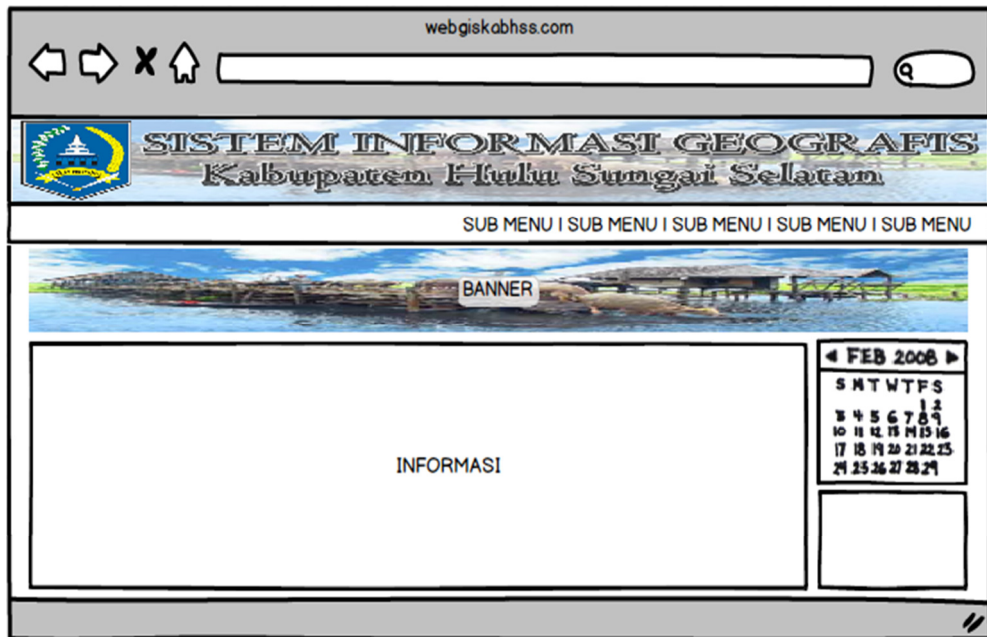 webgiskabhss.com
SISTEM INFORMASI GEOGRAFIS
Kabupaten Hulu Sungai Selatan
SUB MENU | SUB MENU | SUB MENU | SUB MENU | SUB MENU
BANNER
INFORMASI
FEB 2008
S M T W T F S
1 2
3 4 5 6 7 8 9
10 11 12 13 14 15 16
17 18 19 20 21 22 23
24 25 26 27 28 29